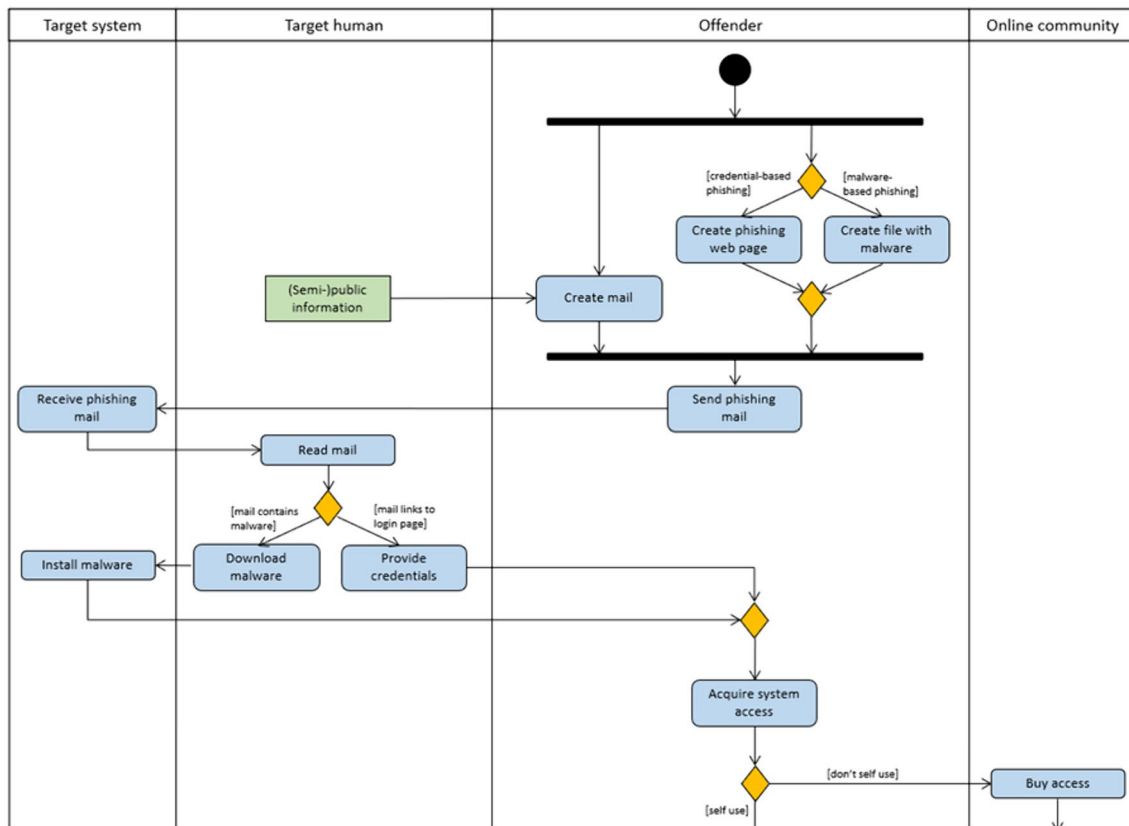 Target system
Target human
Offender
Online community
[credential-based
phishing]
[malware-
based phishing]
Create phishing
web page
Create file with
malware
(Semi-)public
information
Create mail
Receive phishing
mail
Send phishing
mail
Read mail
[mail contains
malware]
[mail links to
login page]
Install malware
Download
malware
Provide
credentials
Acquire system
access
[don't self use]
Buy access
[self use]